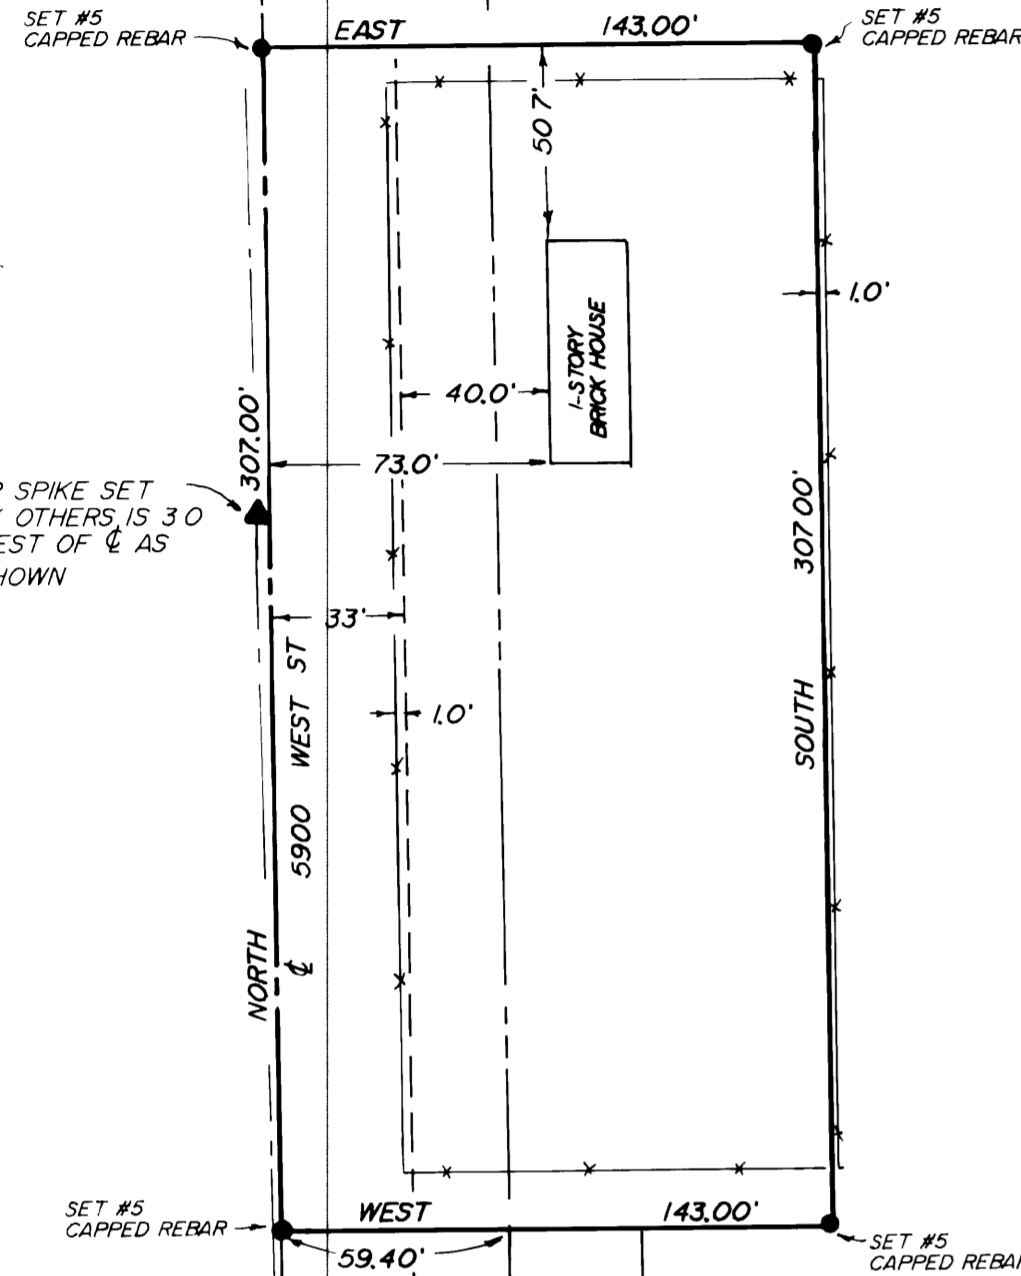 SET #5
CAPPED REBAR
EAST
143.00'
SET #5
CAPPED REBAR
50 7'
1.0'
1-STORY
BRICK HOUSE
40.0'
307.00'
73.0'
SPIKE SET
OTHERS, IS 3 0
OF ℄ AS
307 00'
33'
5900 WEST ST
1.0'
SOUTH
NORTH
℄
SET #5
CAPPED REBAR
WEST
143.00'
59.40'
SET #5
CAPPED REBAR